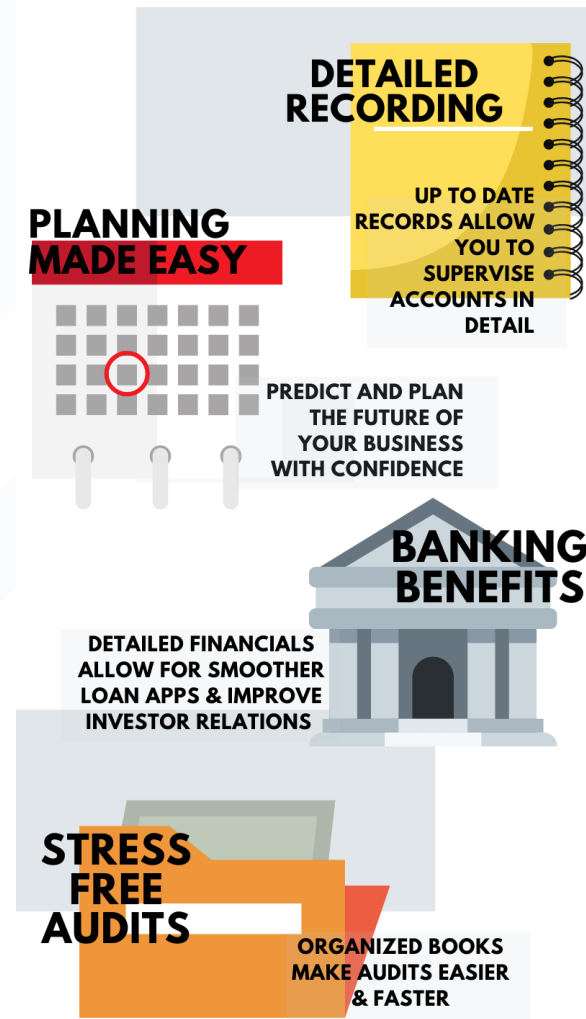 DETAILED
RECORDING
UP TO DATE
RECORDS ALLOW
YOU TO
SUPERVISE
ACCOUNTS IN
DETAIL
PLANNING
MADE EASY
PREDICT AND PLAN
THE FUTURE OF
YOUR BUSINESS
WITH CONFIDENCE
BANKING
BENEFITS
DETAILED FINANCIALS
ALLOW FOR SMOOTHER
LOAN APPS & IMPROVE
INVESTOR RELATIONS
STRESS
FREE
AUDITS
ORGANIZED BOOKS
MAKE AUDITS EASIER
& FASTER